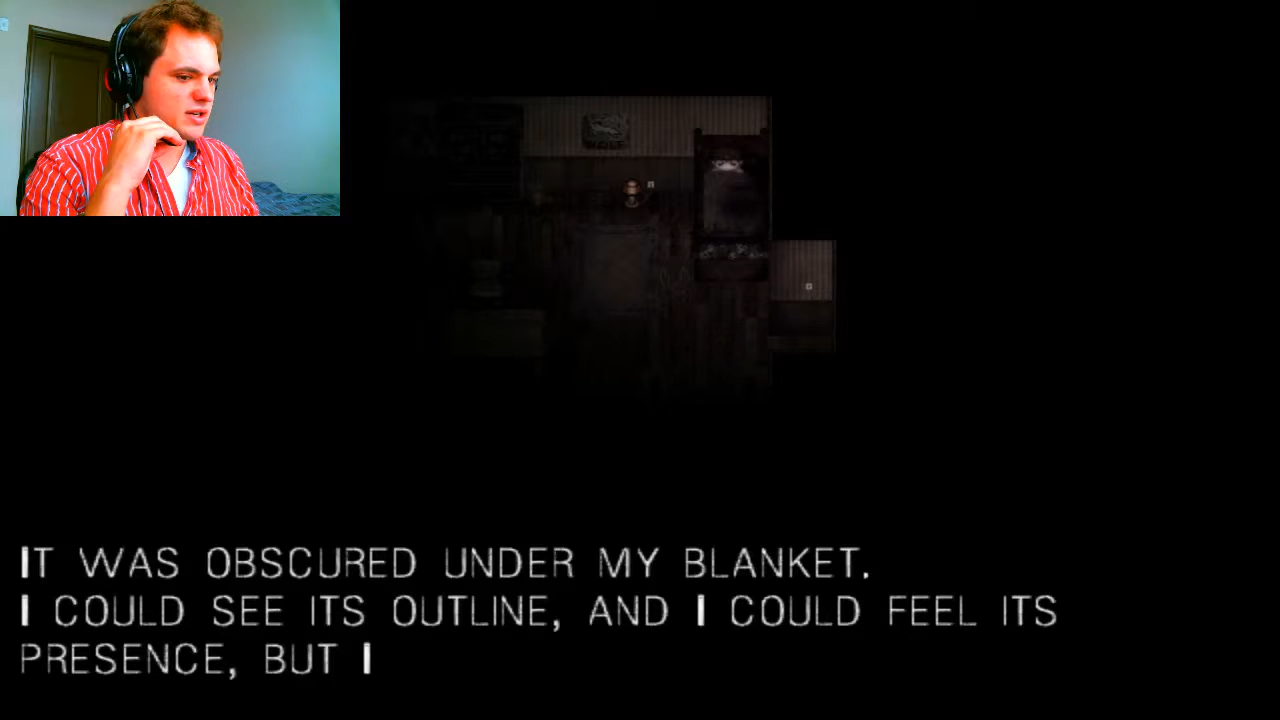 IT WAS OBSCURED UNDER MY BLANKET.
I COULD SEE ITS OUTLINE, AND I COULD FEEL ITS
PRESENCE, BUT I